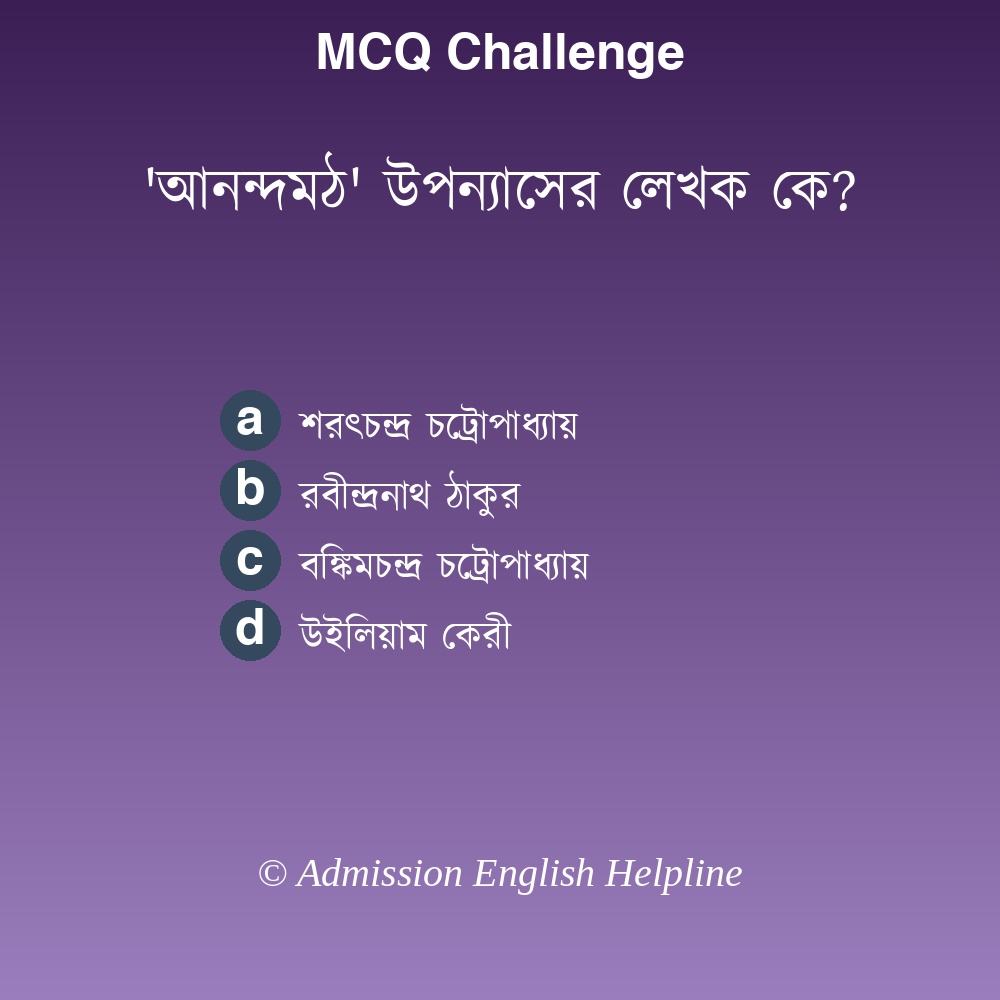 MCQ Challenge
'আনন্দমঠ' উপন্যাসের লেখক কে?
a শরৎচন্দ্র চট্রোপাধ্যায়
b রবীন্দ্রনাথ ঠাকুর
c বঙ্কিমচন্দ্র চট্রোপাধ্যায়
d উইলিয়াম কেরী
© Admission English Helpline